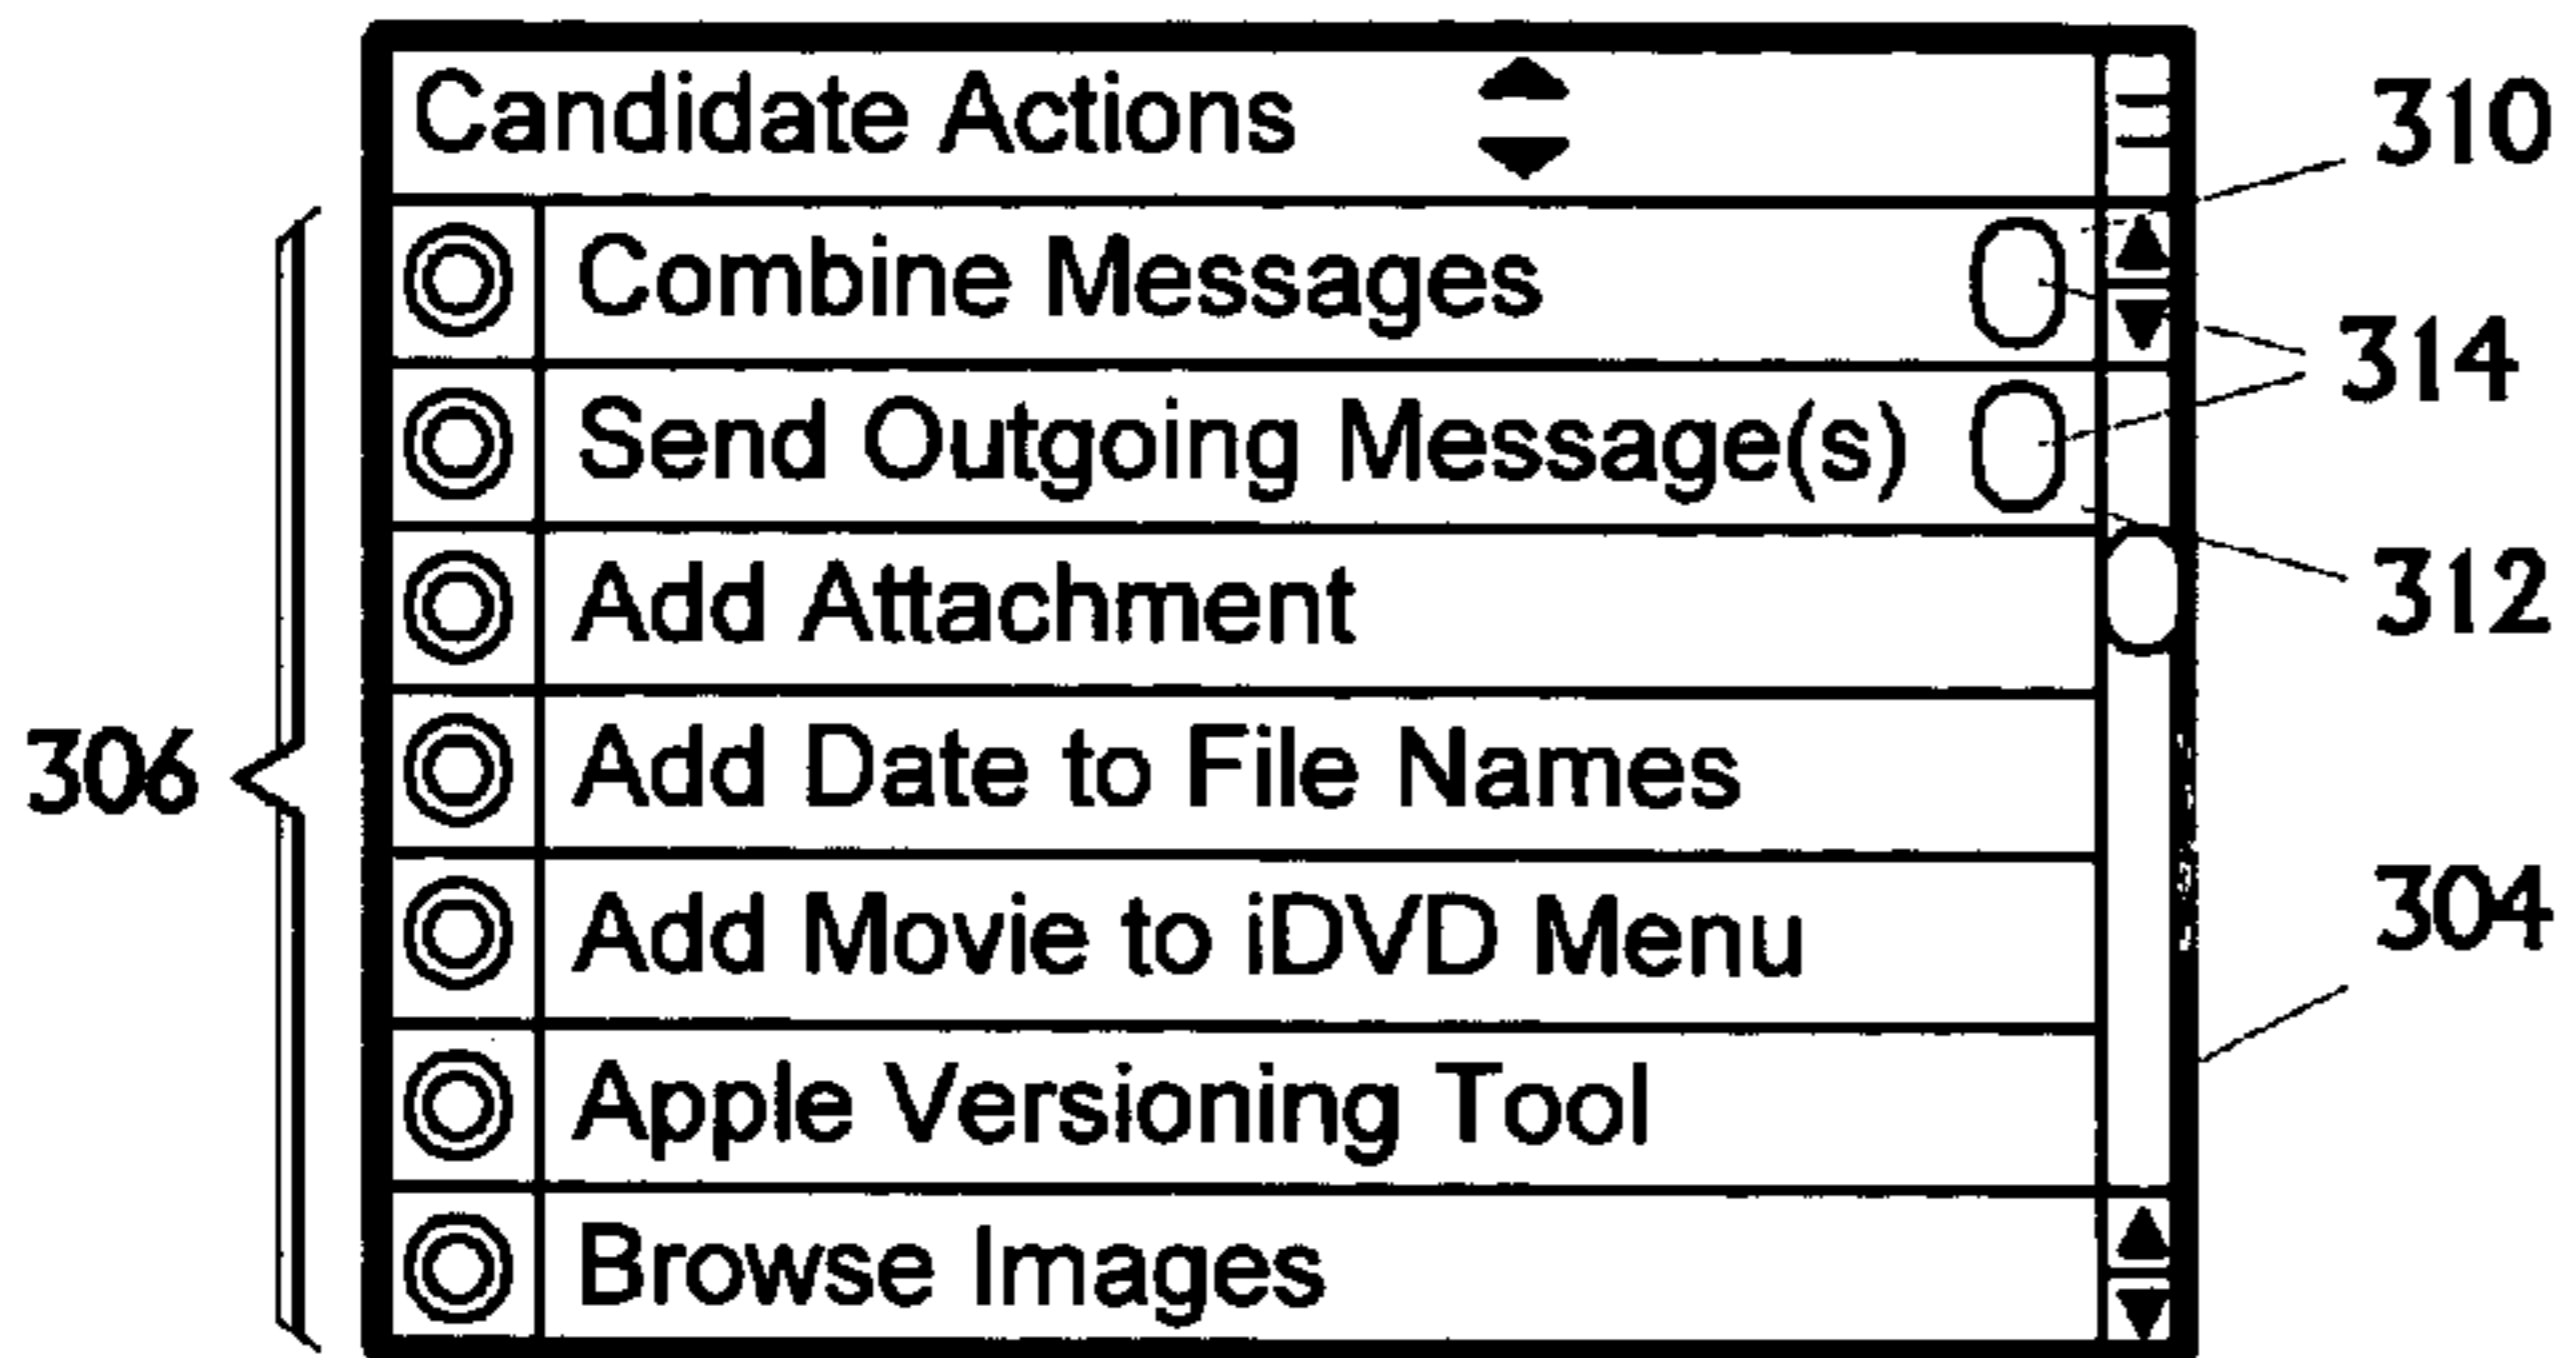 Candidate Actions
310
Combine Messages
314
Send Outgoing Message(s)
312
Add Attachment
306
Add Date to File Names
Add Movie to iDVD Menu
304
Apple Versioning Tool
Browse Images